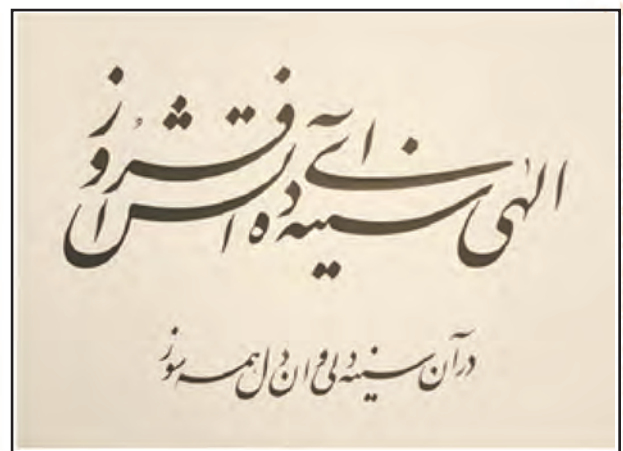 الهی سینه‌ای ده آتش افروز
در آن سینه دلی وان دل همه سوز